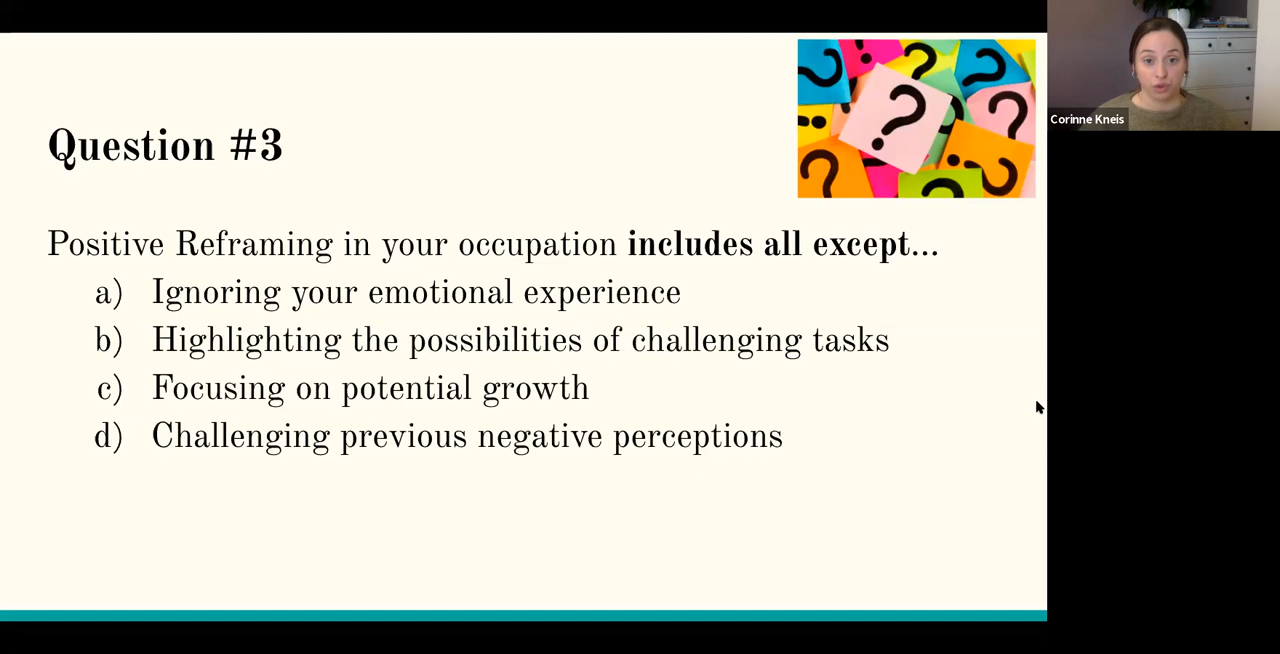 Question #3
Positive Reframing in your occupation includes all except...
a) Ignoring your emotional experience
b) Highlighting the possibilities of challenging tasks
c) Focusing on potential growth
d) Challenging previous negative perceptions
Corinne Kneis